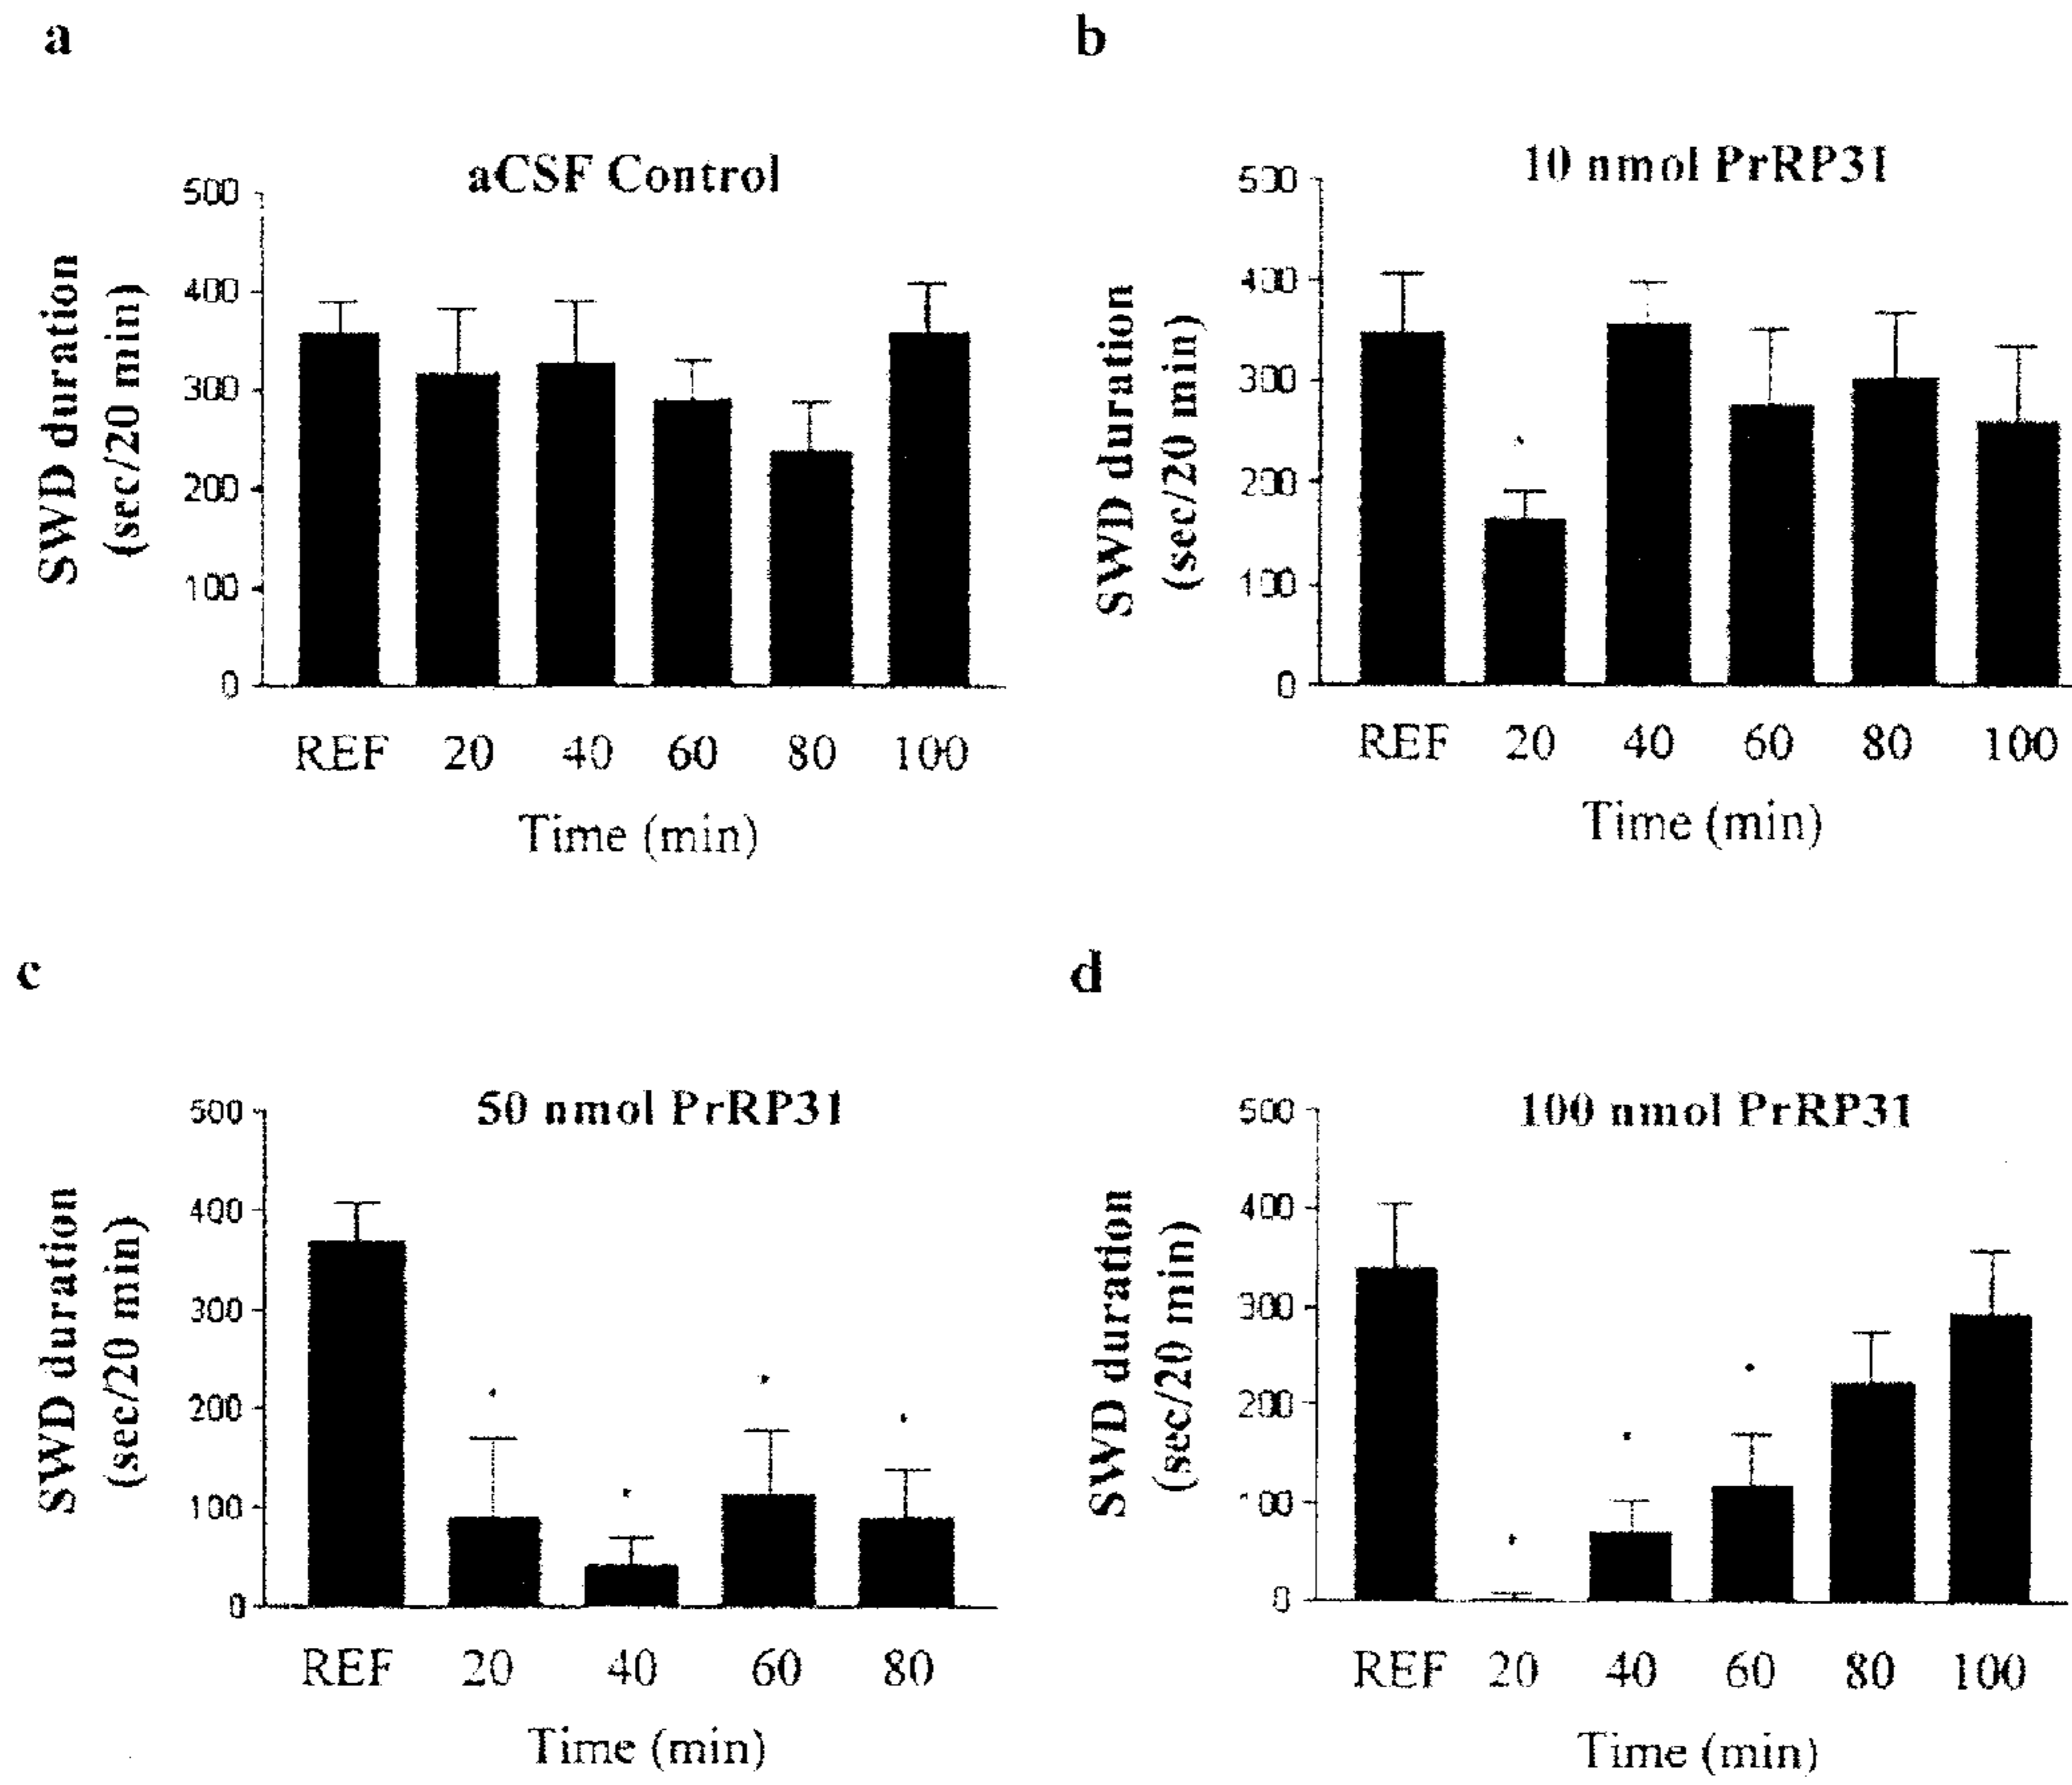 a
aCSF Control
SWD duration
(sec/20 min)
500
400
300
200
100
0
REF 20 40 60 80 100
Time (min)
b
10 nmol PrRP31
SWD duration
(sec/20 min)
500
400
300
200
100
0
REF 20 40 60 80 100
Time (min)
c
50 nmol PrRP31
SWD duration
(sec/20 min)
500
400
300
200
100
0
REF 20 40 60 80
Time (min)
d
100 nmol PrRP31
SWD duration
(sec/20 min)
500
400
300
200
100
0
REF 20 40 60 80 100
Time (min)